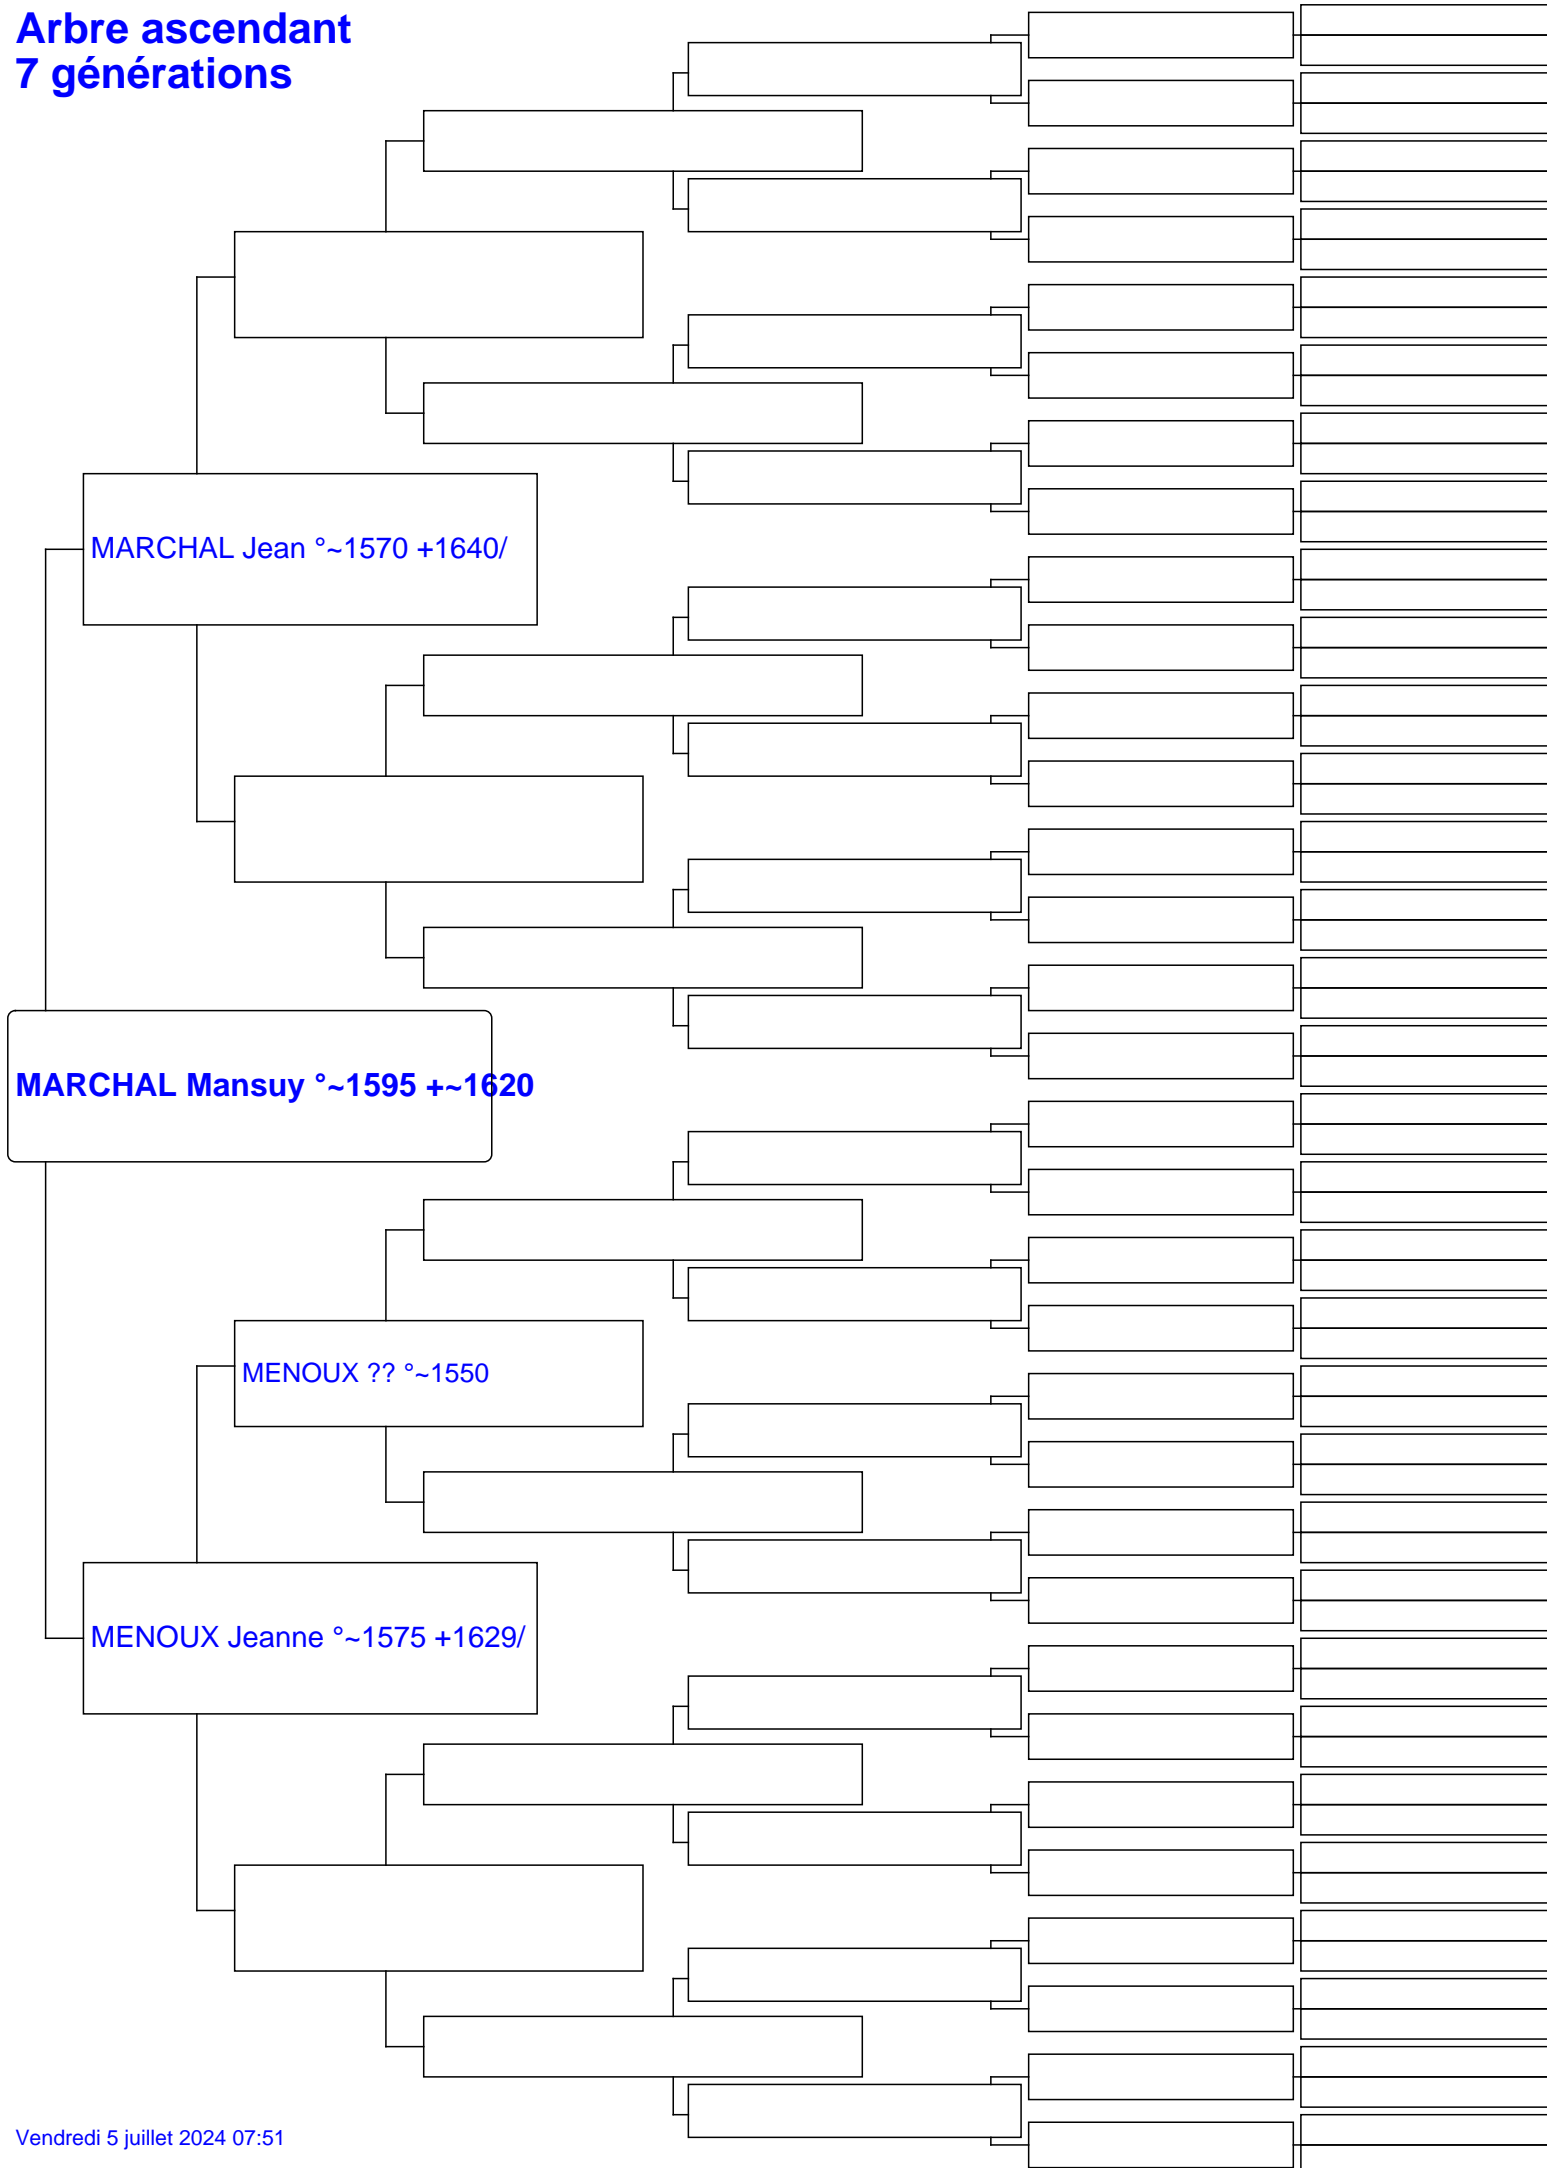 Arbre ascendant
7 générations
MARCHAL Jean °~1570 +1640/
MARCHAL Mansuy °~1595 +~1620
MENOUX ?? °~1550
MENOUX Jeanne °~1575 +1629/
Vendredi 5 juillet 2024 07:51